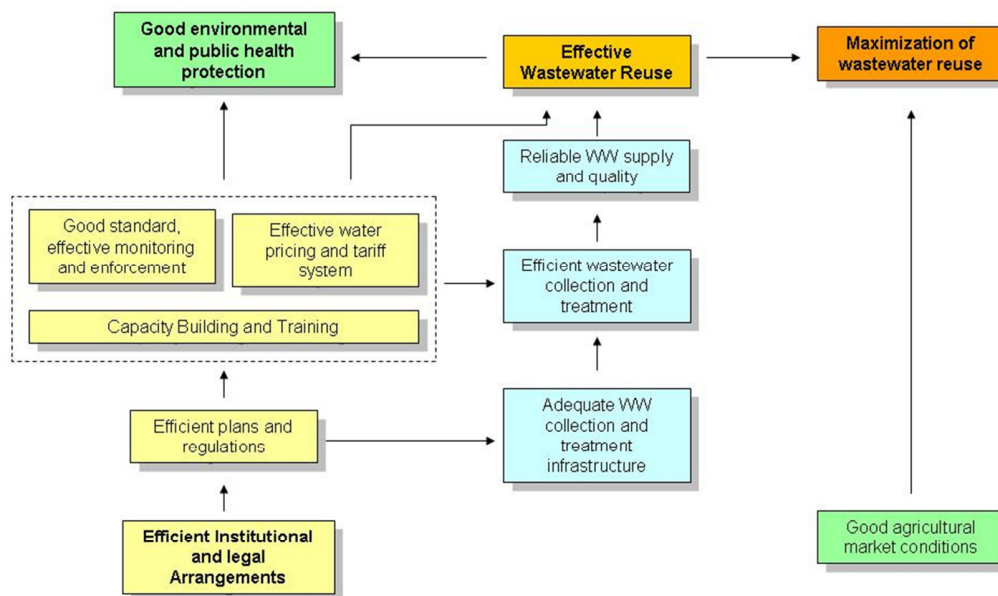 Good environmental
and public health
protection
Effective
Wastewater Reuse
Maximization of
wastewater reuse
Reliable WW supply
and quality
Good standard,
effective monitoring
and enforcement
Effective water
pricing and tariff
system
Efficient wastewater
collection and
treatment
Capacity Building and Training
Efficient plans and
regulations
Adequate WW
collection and
treatment
infrastructure
Efficient Institutional
and legal
Arrangements
Good agricultural
market conditions